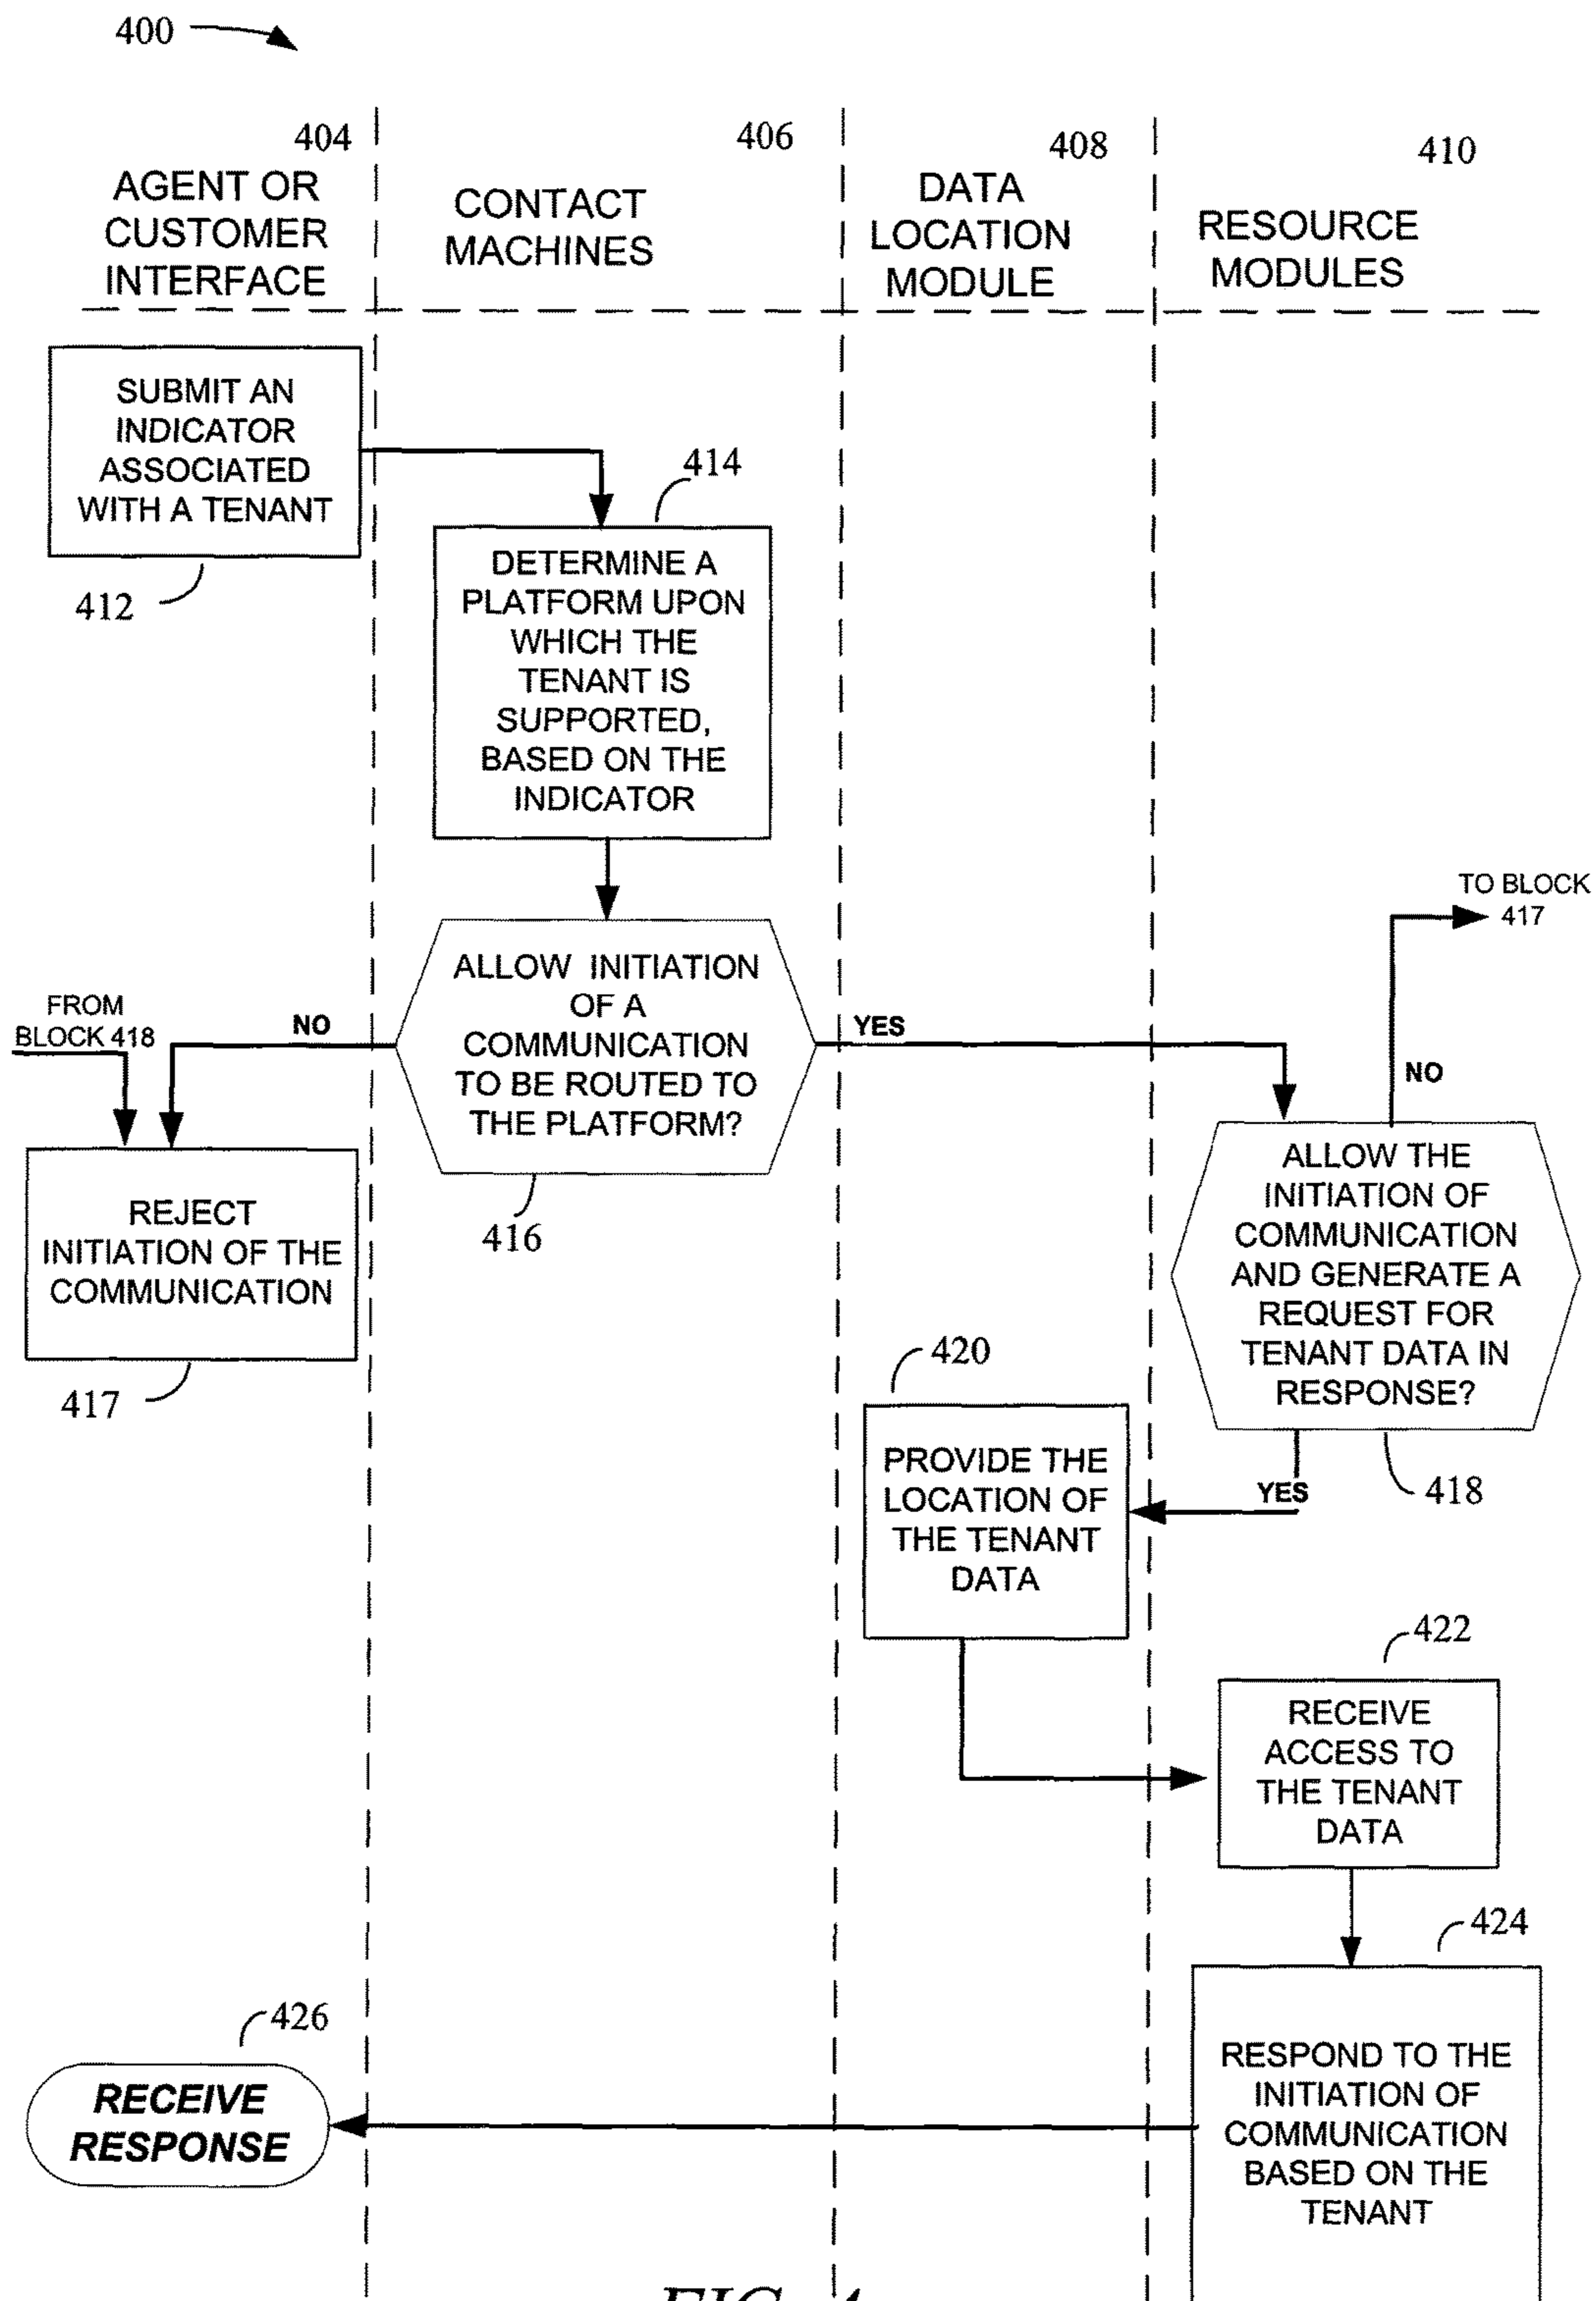 400
404
AGENT OR
CUSTOMER
INTERFACE
406
CONTACT
MACHINES
408
DATA
LOCATION
MODULE
410
RESOURCE
MODULES
SUBMIT AN
INDICATOR
ASSOCIATED
WITH A TENANT
412
414
DETERMINE A
PLATFORM UPON
WHICH THE
TENANT IS
SUPPORTED,
BASED ON THE
INDICATOR
TO BLOCK
417
ALLOW INITIATION
OF A
COMMUNICATION
TO BE ROUTED TO
THE PLATFORM?
416
FROM
BLOCK 418
NO
YES
NO
REJECT
INITIATION OF THE
COMMUNICATION
417
ALLOW THE
INITIATION OF
COMMUNICATION
AND GENERATE A
REQUEST FOR
TENANT DATA IN
RESPONSE?
418
YES
420
PROVIDE THE
LOCATION OF
THE TENANT
DATA
422
RECEIVE
ACCESS TO
THE TENANT
DATA
424
RESPOND TO THE
INITIATION OF
COMMUNICATION
BASED ON THE
TENANT
426
RECEIVE
RESPONSE